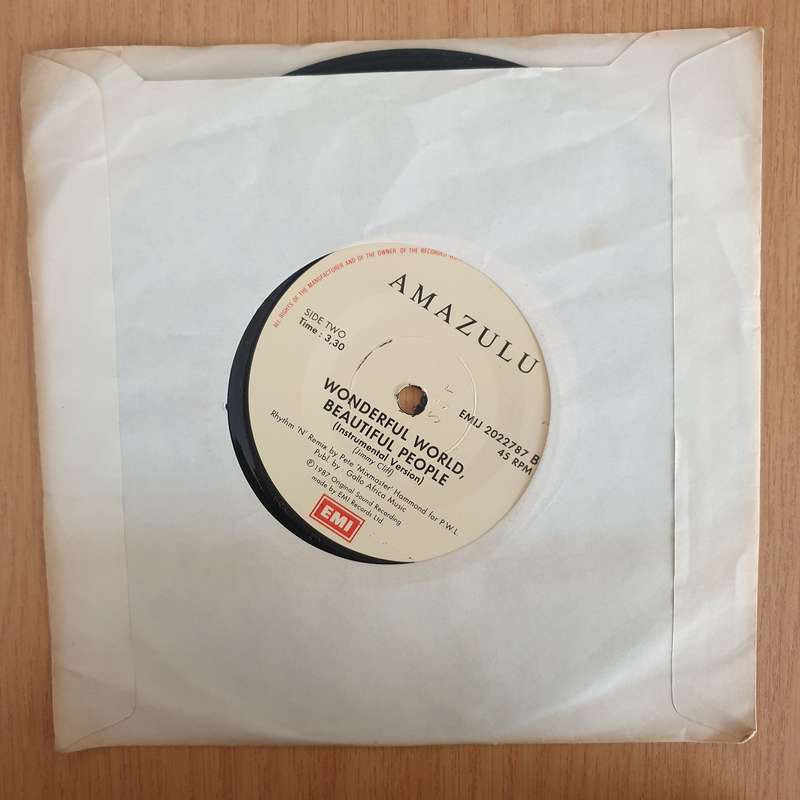 ALL RIGHTS OF THE MANUFACTURER AND OF THE OWNER OF THE RECORDED
AMAZULU
SIDE TWO
Time : 3,30
EMIJ 2022787 B
45 RPM
WONDERFUL WORLD,
BEAUTIFUL PEOPLE
(Instrumental Version)
(Jimmy Cliff)
Rhythm 'N' Remix by Pete 'Mixmaster' Hammond for P.W.L.
Publ. by : Gallo Africa Music
℗1987 Original Sound Recording
made by EMI Records Ltd
EMI